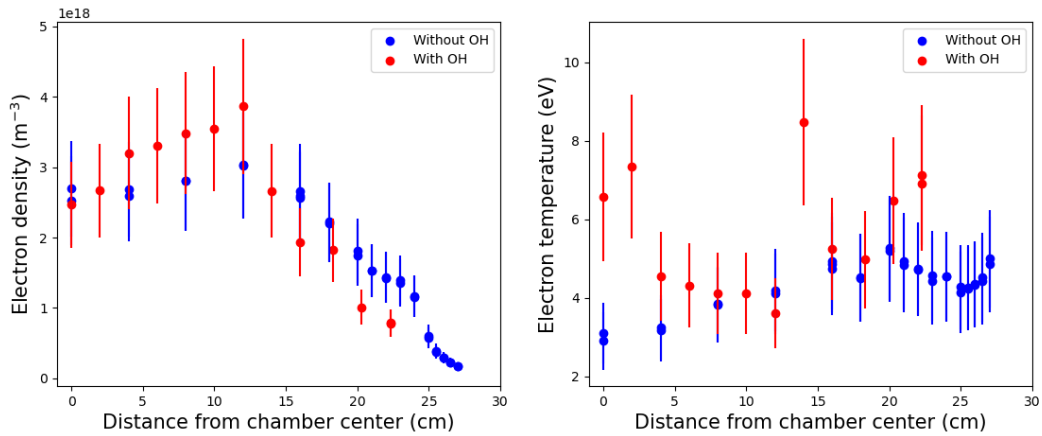 1e18
5
4
3
2
1
0
Electron density (m⁻³)
Without OH
With OH
0 5 10 15 20 25 30
Distance from chamber center (cm)
10
8
6
4
2
Electron temperature (eV)
Without OH
With OH
0 5 10 15 20 25 30
Distance from chamber center (cm)